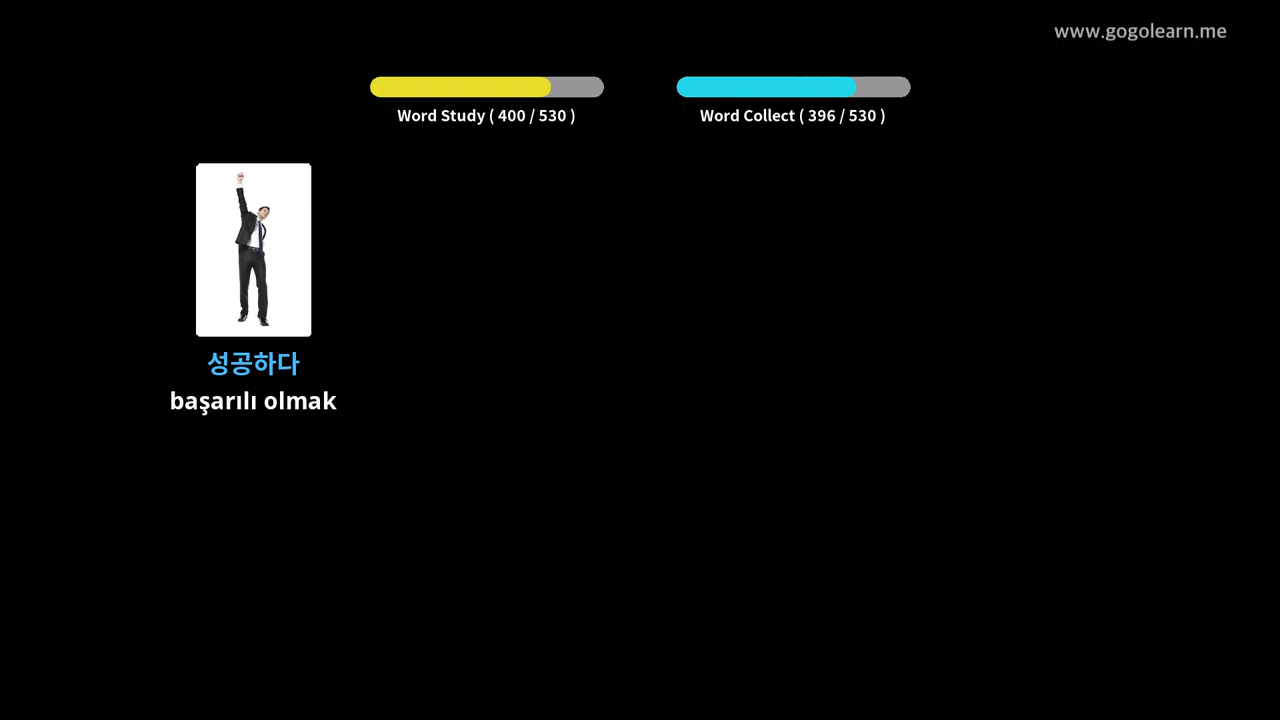 www.gogolearn.me
Word Study ( 400 / 530 )
Word Collect ( 396 / 530 )
성공하다
başarılı olmak